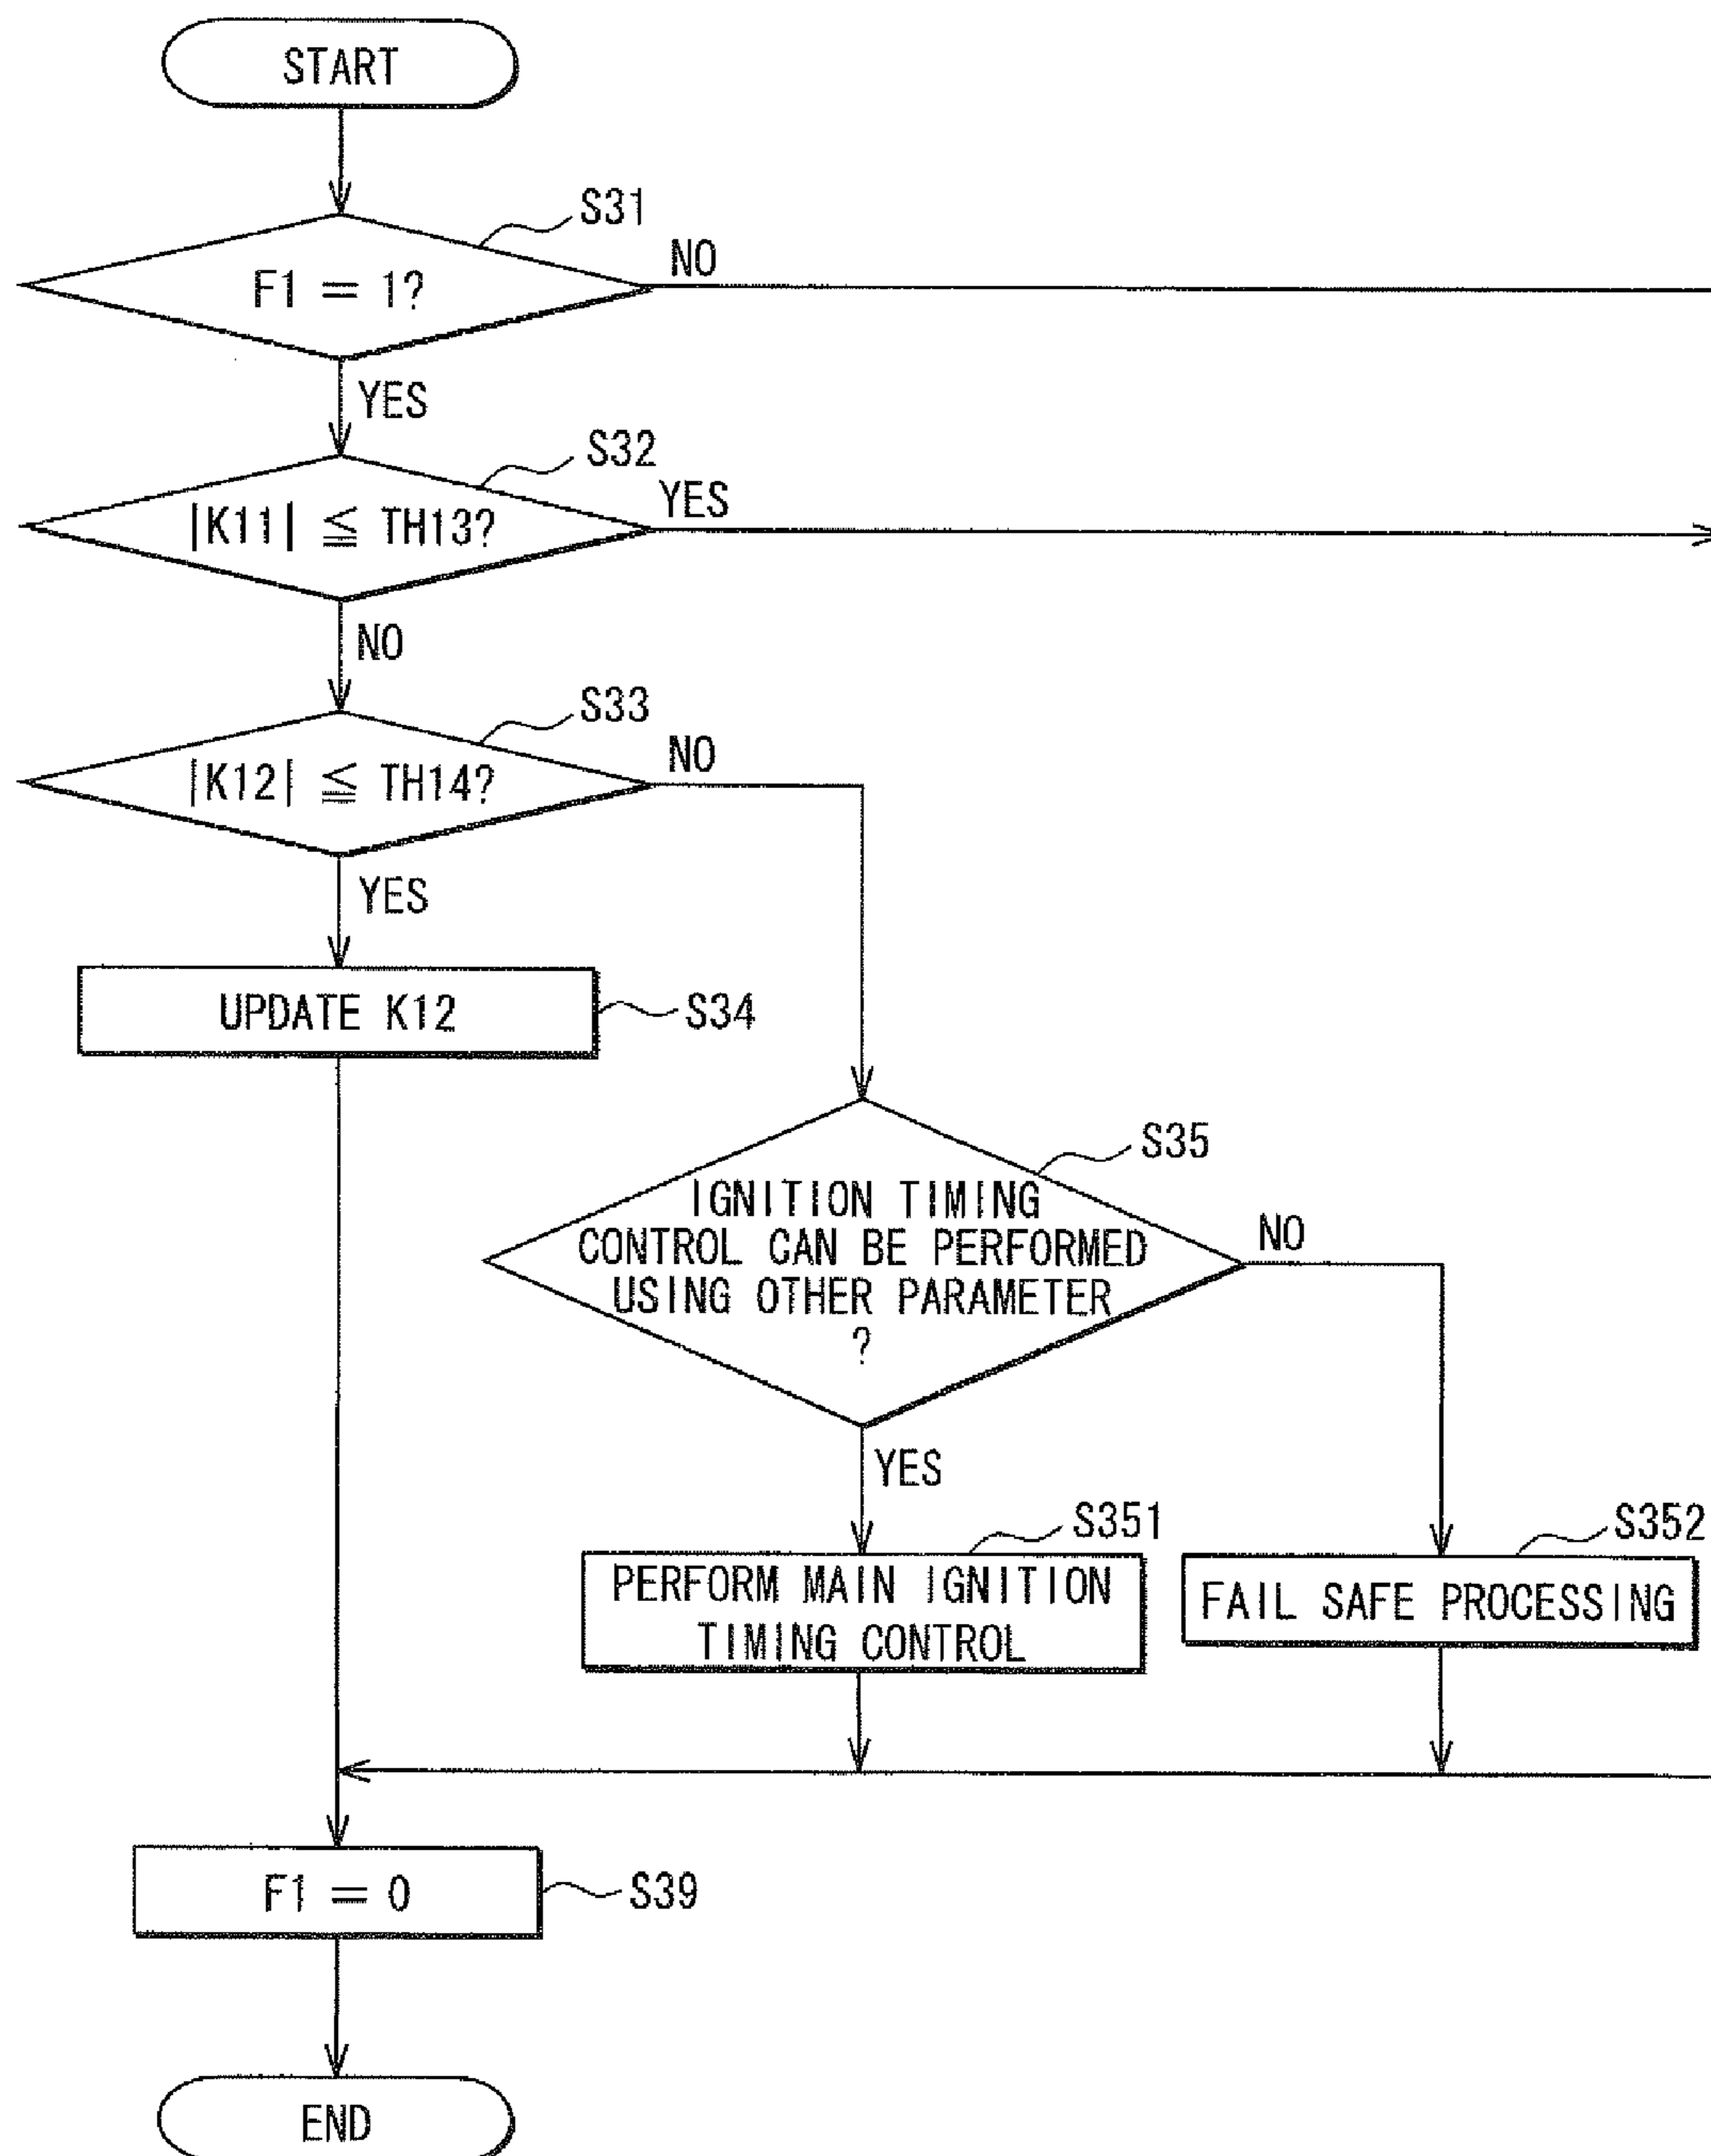 START
S31
F1 = 1?
NO
YES
S32
|K11| ≦ TH13?
YES
NO
S33
|K12| ≦ TH14?
NO
YES
UPDATE K12
S34
S35
IGNITION TIMING
CONTROL CAN BE PERFORMED
USING OTHER PARAMETER
?
NO
YES
S351
PERFORM MAIN IGNITION
TIMING CONTROL
S352
FAIL SAFE PROCESSING
F1 = 0
S39
END